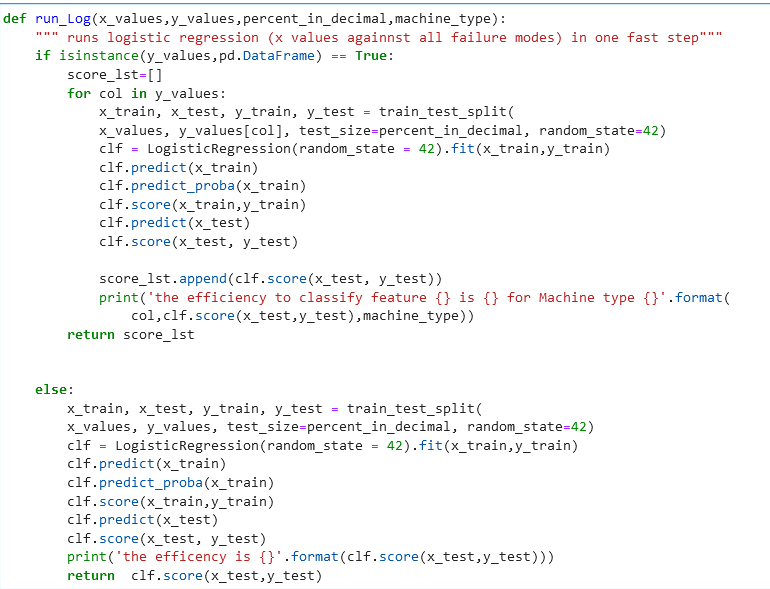 def run_Log(x_values,y_values,percent_in_decimal,machine_type):
    """ runs logistic regression (x values againnst all failure modes) in one fast step"""
    if isinstance(y_values,pd.DataFrame) == True:
        score_lst=[]
        for col in y_values:
            x_train, x_test, y_train, y_test = train_test_split(
            x_values, y_values[col], test_size=percent_in_decimal, random_state=42)
            clf = LogisticRegression(random_state = 42).fit(x_train,y_train)
            clf.predict(x_train)
            clf.predict_proba(x_train)
            clf.score(x_train,y_train)
            clf.predict(x_test)
            clf.score(x_test, y_test)

            score_lst.append(clf.score(x_test, y_test))
            print('the efficiency to classify feature {} is {} for Machine type {}'.format(
                col,clf.score(x_test,y_test),machine_type))
        return score_lst


    else:
        x_train, x_test, y_train, y_test = train_test_split(
        x_values, y_values, test_size=percent_in_decimal, random_state=42)
        clf = LogisticRegression(random_state = 42).fit(x_train,y_train)
        clf.predict(x_train)
        clf.predict_proba(x_train)
        clf.score(x_train,y_train)
        clf.predict(x_test)
        clf.score(x_test, y_test)
        print('the efficency is {}'.format(clf.score(x_test,y_test)))
        return  clf.score(x_test,y_test)